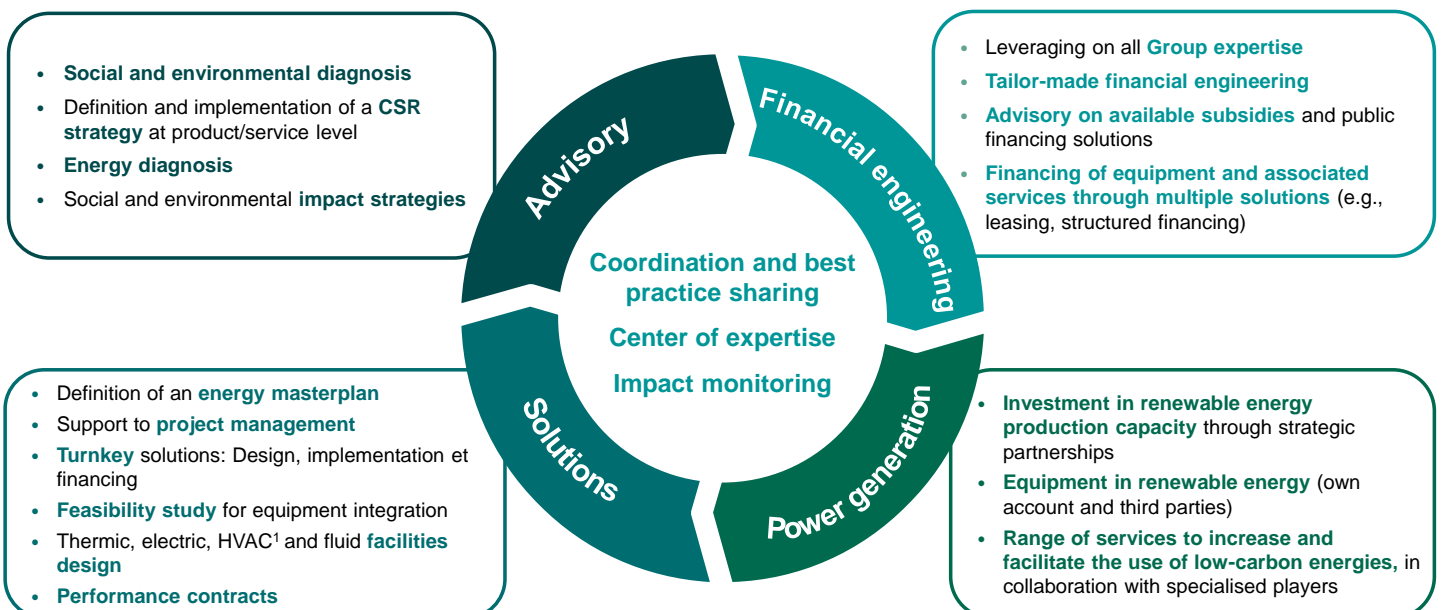 • Social and environmental diagnosis
• Definition and implementation of a CSR
strategy at product/service level
• Energy diagnosis
• Social and environmental impact strategies
• Leveraging on all Group expertise
• Tailor-made financial engineering
• Advisory on available subsidies and public
financing solutions
• Financing of equipment and associated
services through multiple solutions (e.g.,
leasing, structured financing)
Advisory
Financial engineering
Coordination and best
practice sharing
Center of expertise
Impact monitoring
Solutions
Power generation
• Definition of an energy masterplan
• Support to project management
• Turnkey solutions: Design, implementation et
financing
• Feasibility study for equipment integration
• Thermic, electric, HVAC¹ and fluid facilities
design
• Performance contracts
• Investment in renewable energy
production capacity through strategic
partnerships
• Equipment in renewable energy (own
account and third parties)
• Range of services to increase and
facilitate the use of low-carbon energies, in
collaboration with specialised players